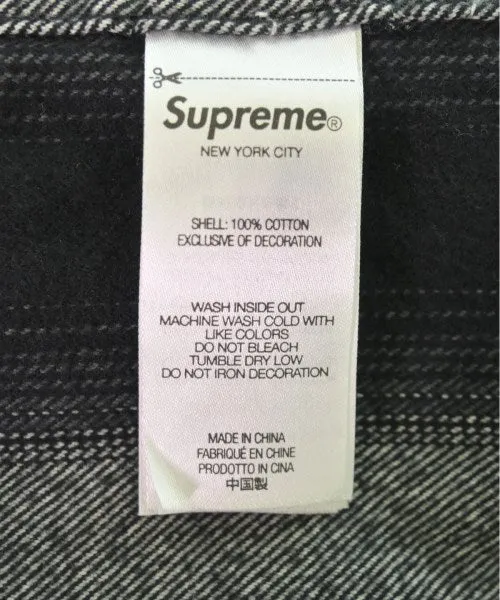 Supreme®
NEW YORK CITY
SHELL: 100% COTTON
EXCLUSIVE OF DECORATION
WASH INSIDE OUT
MACHINE WASH COLD WITH
LIKE COLORS
DO NOT BLEACH
TUMBLE DRY LOW
DO NOT IRON DECORATION
MADE IN CHINA
FABRIQUÉ EN CHINE
PRODOTTO IN CINA
中国製